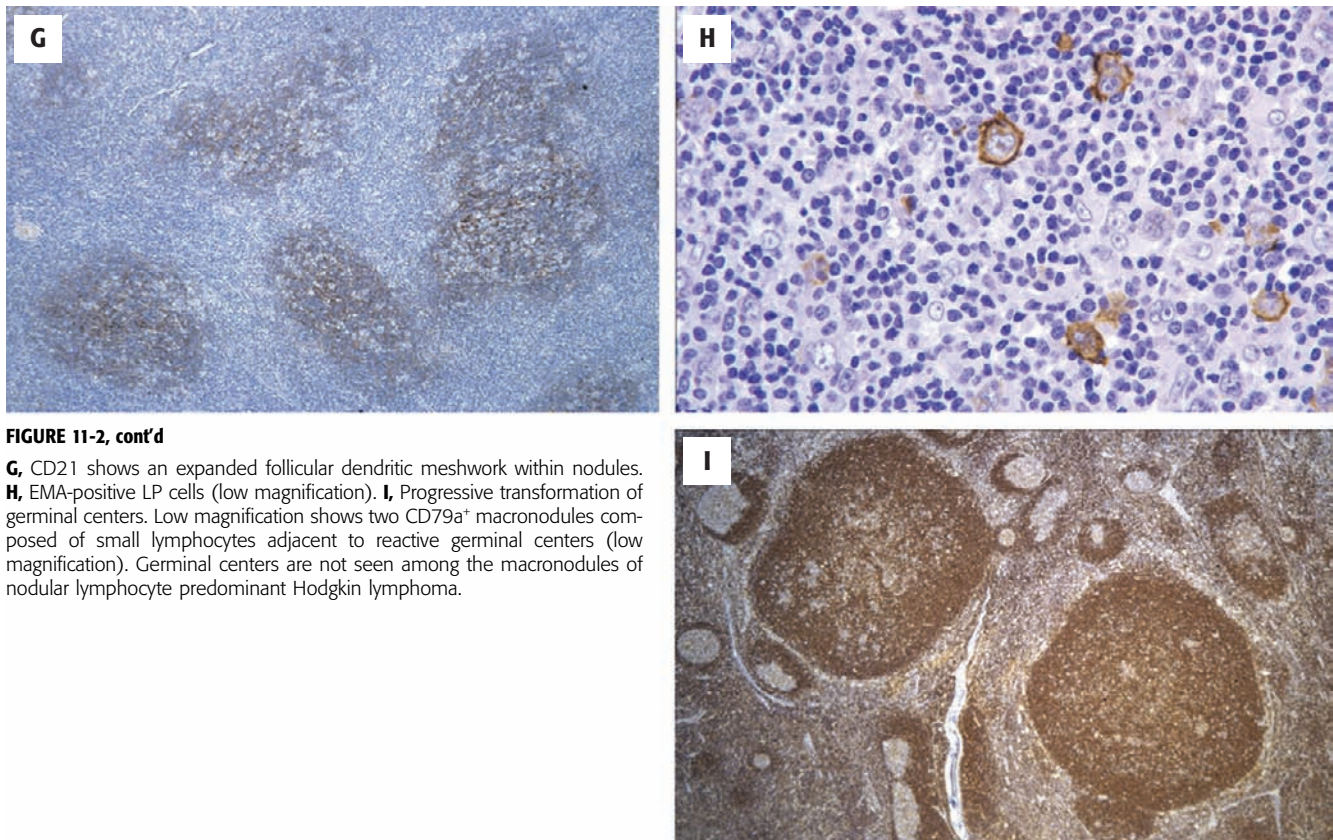 G
H
FIGURE 11-2, cont'd
G, CD21 shows an expanded follicular dendritic meshwork within nodules.
H, EMA-positive LP cells (low magnification). I, Progressive transformation of
germinal centers. Low magnification shows two CD79a⁺ macronodules com-
posed of small lymphocytes adjacent to reactive germinal centers (low
magnification). Germinal centers are not seen among the macronodules of
nodular lymphocyte predominant Hodgkin lymphoma.
I